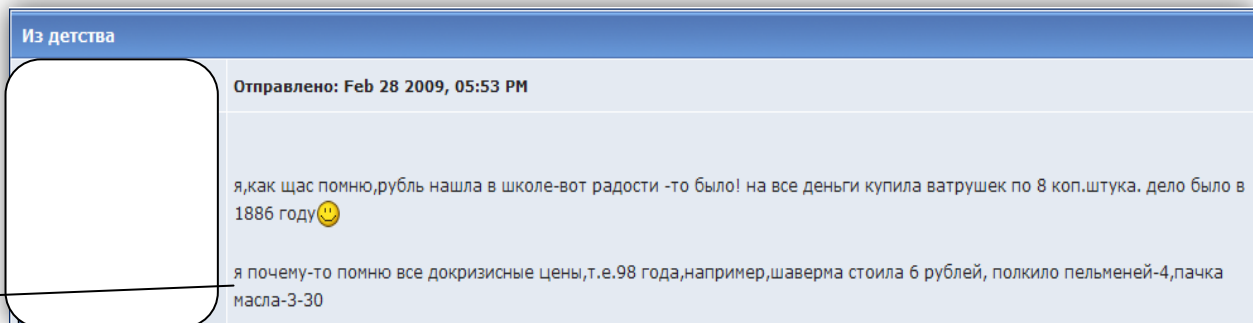 Из детства
Отправлено: Feb 28 2009, 05:53 PM
я,как щас помню,рубль нашла в школе-вот радости -то было! на все деньги купила ватрушек по 8 коп.штука. дело было в
1886 году
я почему-то помню все докризисные цены,т.е.98 года,например,шаверма стоила 6 рублей, полкило пельменей-4,пачка
масла-3-30